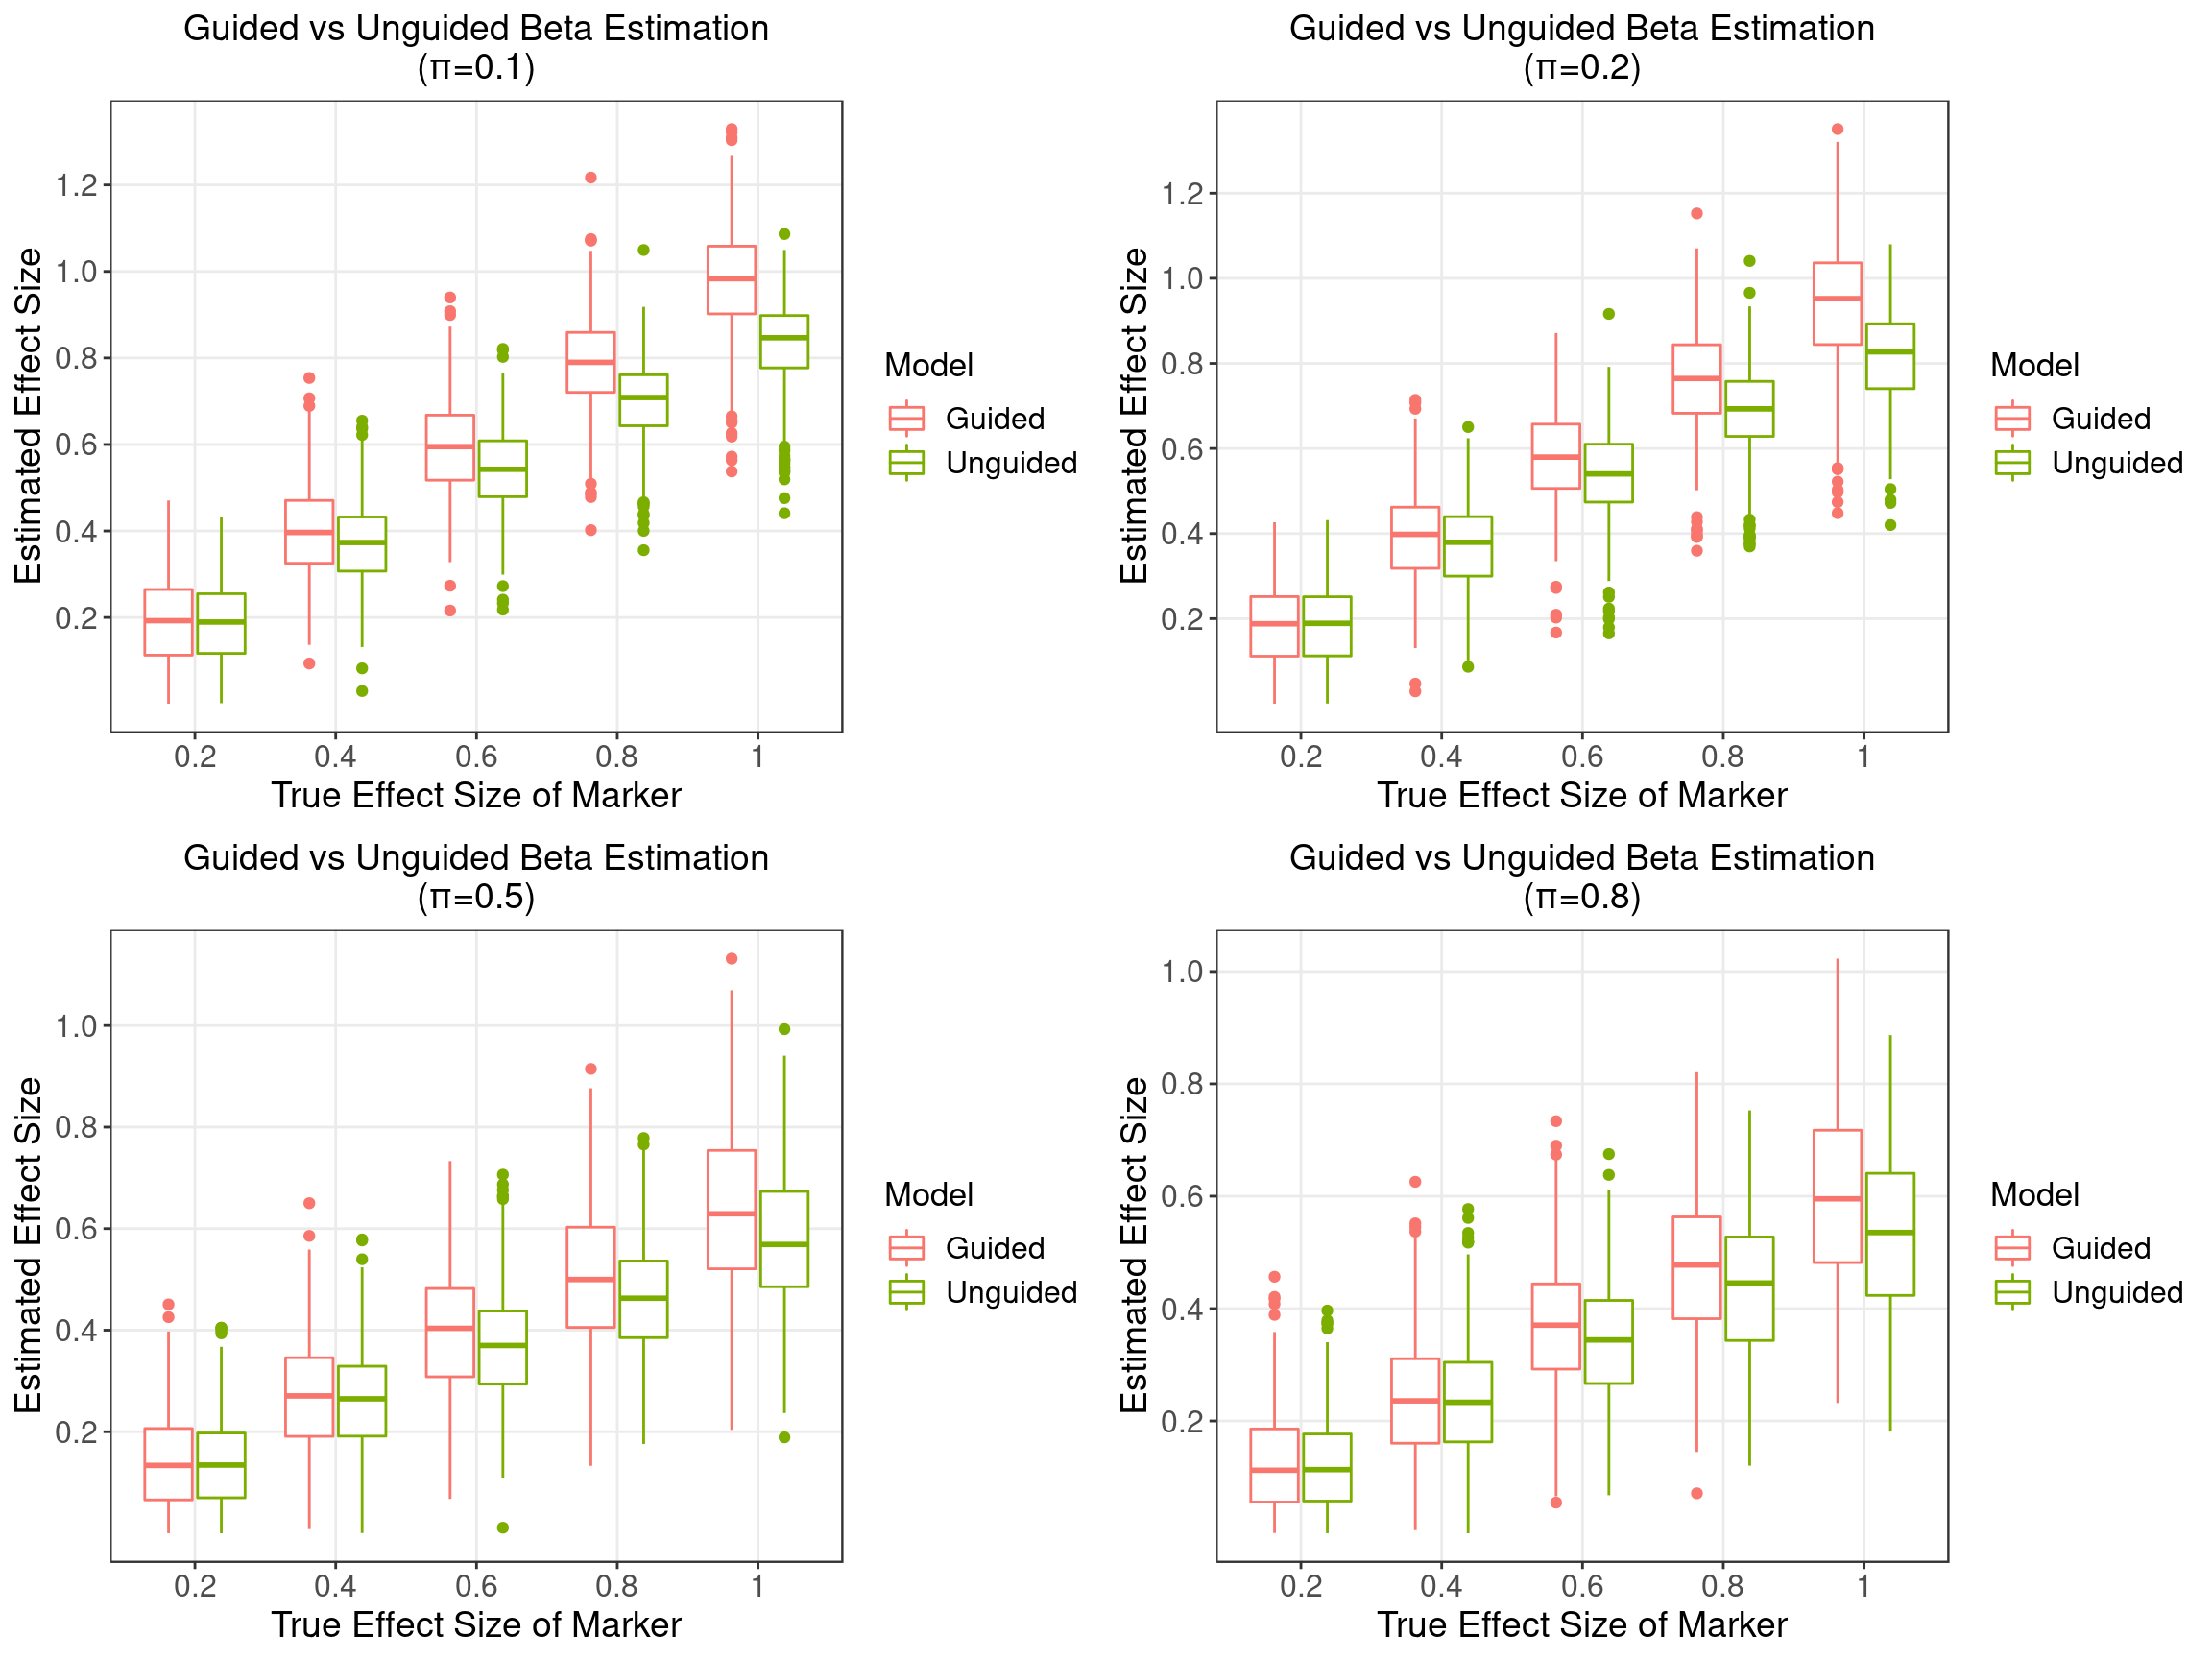 Guided vs Unguided Beta Estimation
(π=0.1)
Estimated Effect Size
1.2
1.0
0.8
0.6
0.4
0.2
0.2 0.4 0.6 0.8 1
True Effect Size of Marker
Model
Guided
Unguided
Guided vs Unguided Beta Estimation
(π=0.2)
Estimated Effect Size
1.2
1.0
0.8
0.6
0.4
0.2
0.2 0.4 0.6 0.8 1
True Effect Size of Marker
Model
Guided
Unguided
Guided vs Unguided Beta Estimation
(π=0.5)
Estimated Effect Size
1.0
0.8
0.6
0.4
0.2
0.2 0.4 0.6 0.8 1
True Effect Size of Marker
Model
Guided
Unguided
Guided vs Unguided Beta Estimation
(π=0.8)
Estimated Effect Size
1.0
0.8
0.6
0.4
0.2
0.2 0.4 0.6 0.8 1
True Effect Size of Marker
Model
Guided
Unguided